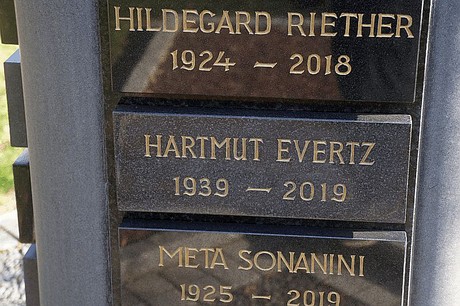 HILDEGARD RIETHER
1924 – 2018
HARTMUT EVERTZ
1939 – 2019
META SONANINI
1925 – 2019